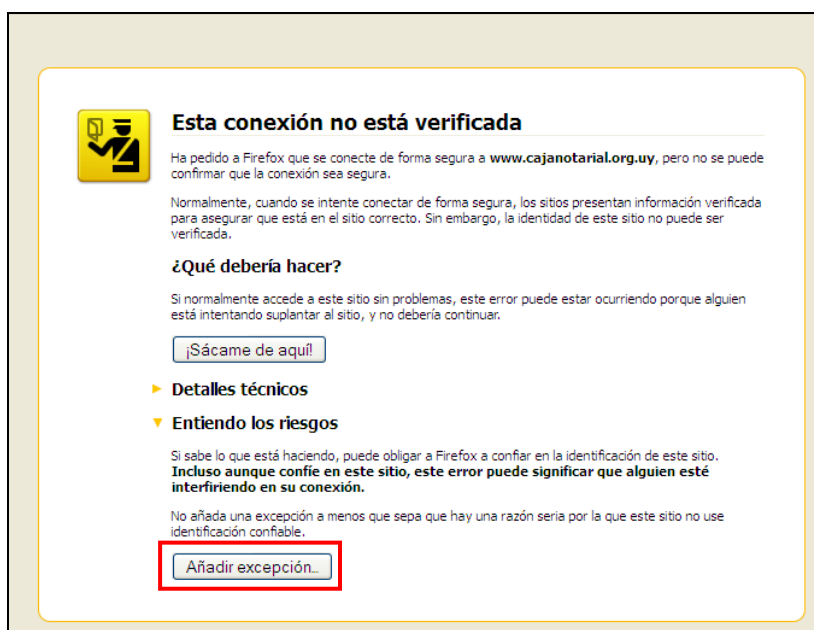 Esta conexión no está verificada
Ha pedido a Firefox que se conecte de forma segura a www.cajanotarial.org.uy, pero no se puede
confirmar que la conexión sea segura.
Normalmente, cuando se intente conectar de forma segura, los sitios presentan información verificada
para asegurar que está en el sitio correcto. Sin embargo, la identidad de este sitio no puede ser
verificada.
¿Qué debería hacer?
Si normalmente accede a este sitio sin problemas, este error puede estar ocurriendo porque alguien
está intentando suplantar al sitio, y no debería continuar.
¡Sácame de aquí!
Detalles técnicos
Entiendo los riesgos
Si sabe lo que está haciendo, puede obligar a Firefox a confiar en la identificación de este sitio.
Incluso aunque confíe en este sitio, este error puede significar que alguien esté
interfiriendo en su conexión.
No añada una excepción a menos que sepa que hay una razón seria por la que este sitio no use
identificación confiable.
Añadir excepción...